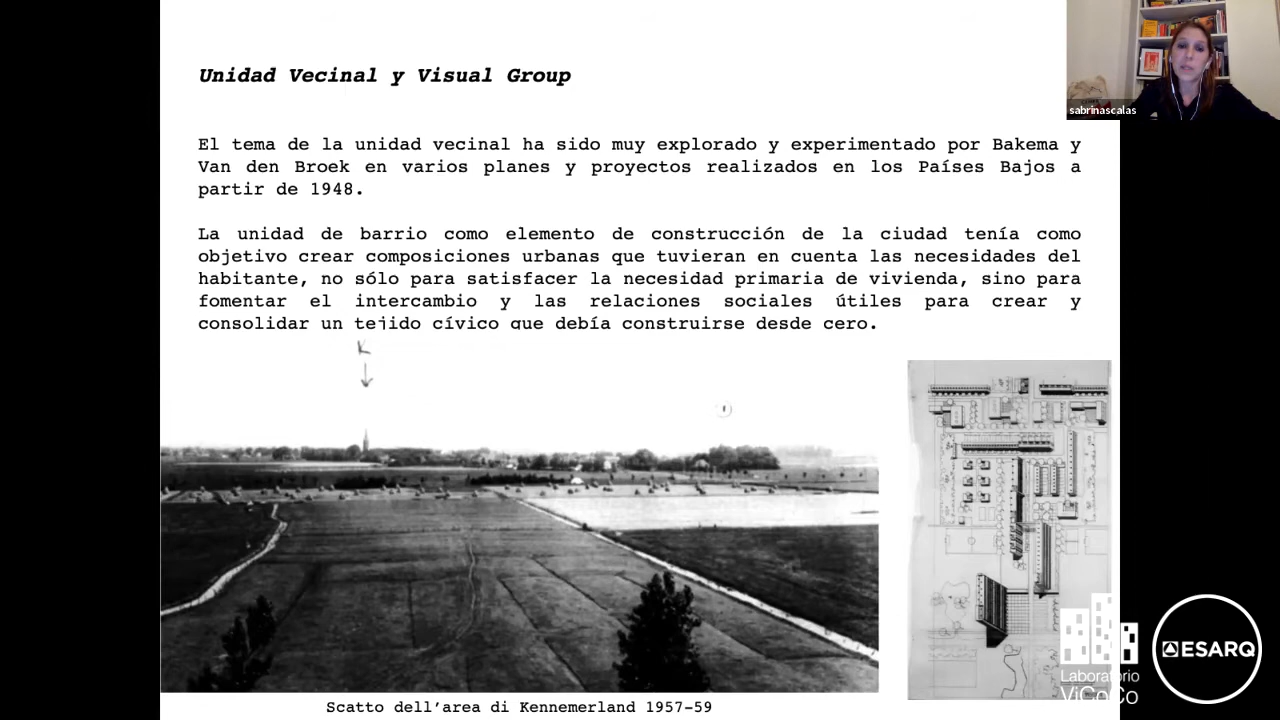 Unidad Vecinal y Visual Group
sabrinascalas
El tema de la unidad vecinal ha sido muy explorado y experimentado por Bakema y
Van den Broek en varios planes y proyectos realizados en los Países Bajos a
partir de 1948.
La unidad de barrio como elemento de construcción de la ciudad tenía como
objetivo crear composiciones urbanas que tuvieran en cuenta las necesidades del
habitante, no sólo para satisfacer la necesidad primaria de vivienda, sino para
fomentar el intercambio y las relaciones sociales útiles para crear y
consolidar un tejido cívico que debía construirse desde cero.
K
Scatto dell’area di Kennemerland 1957-59
Laboratorio
ViCoCo
ESARQ